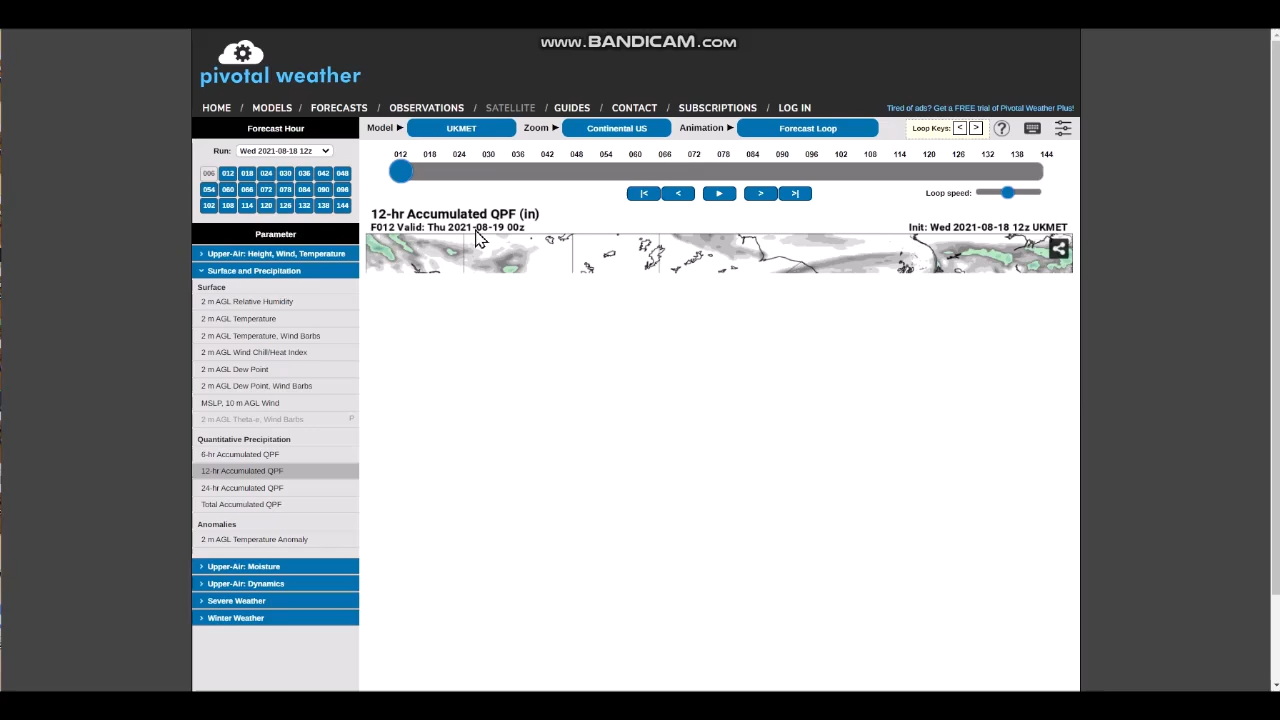 www.BANDICAM.com
pivotal weather
HOME / MODELS / FORECASTS / OBSERVATIONS / SATELLITE / GUIDES / CONTACT / SUBSCRIPTIONS / LOG IN
Tired of ads? Get a FREE trial of Pivotal Weather Plus!
Forecast Hour
Model UKMET Zoom Continental US Animation Forecast Loop Loop Keys: < > ?
Run: Wed 2021-08-18 12z
006 012 018 024 030 036 042 048
054 060 066 072 078 084 090 096
102 108 114 120 126 132 138 144
012 018 024 030 036 042 048 054 060 066 072 078 084 090 096 102 108 114 120 126 132 138 144
|< < > >| Loop speed:
12-hr Accumulated QPF (in)
F012 Valid: Thu 2021-08-19 00z
Init: Wed 2021-08-18 12z UKMET
Parameter
Upper-Air: Height, Wind, Temperature
Surface and Precipitation
Surface
2 m AGL Relative Humidity
2 m AGL Temperature
2 m AGL Temperature, Wind Barbs
2 m AGL Wind Chill/Heat Index
2 m AGL Dew Point
2 m AGL Dew Point, Wind Barbs
MSLP, 10 m AGL Wind
2 m AGL Theta-e, Wind Barbs P
Quantitative Precipitation
6-hr Accumulated QPF
12-hr Accumulated QPF
24-hr Accumulated QPF
Total Accumulated QPF
Anomalies
2 m AGL Temperature Anomaly
Upper-Air: Moisture
Upper-Air: Dynamics
Severe Weather
Winter Weather